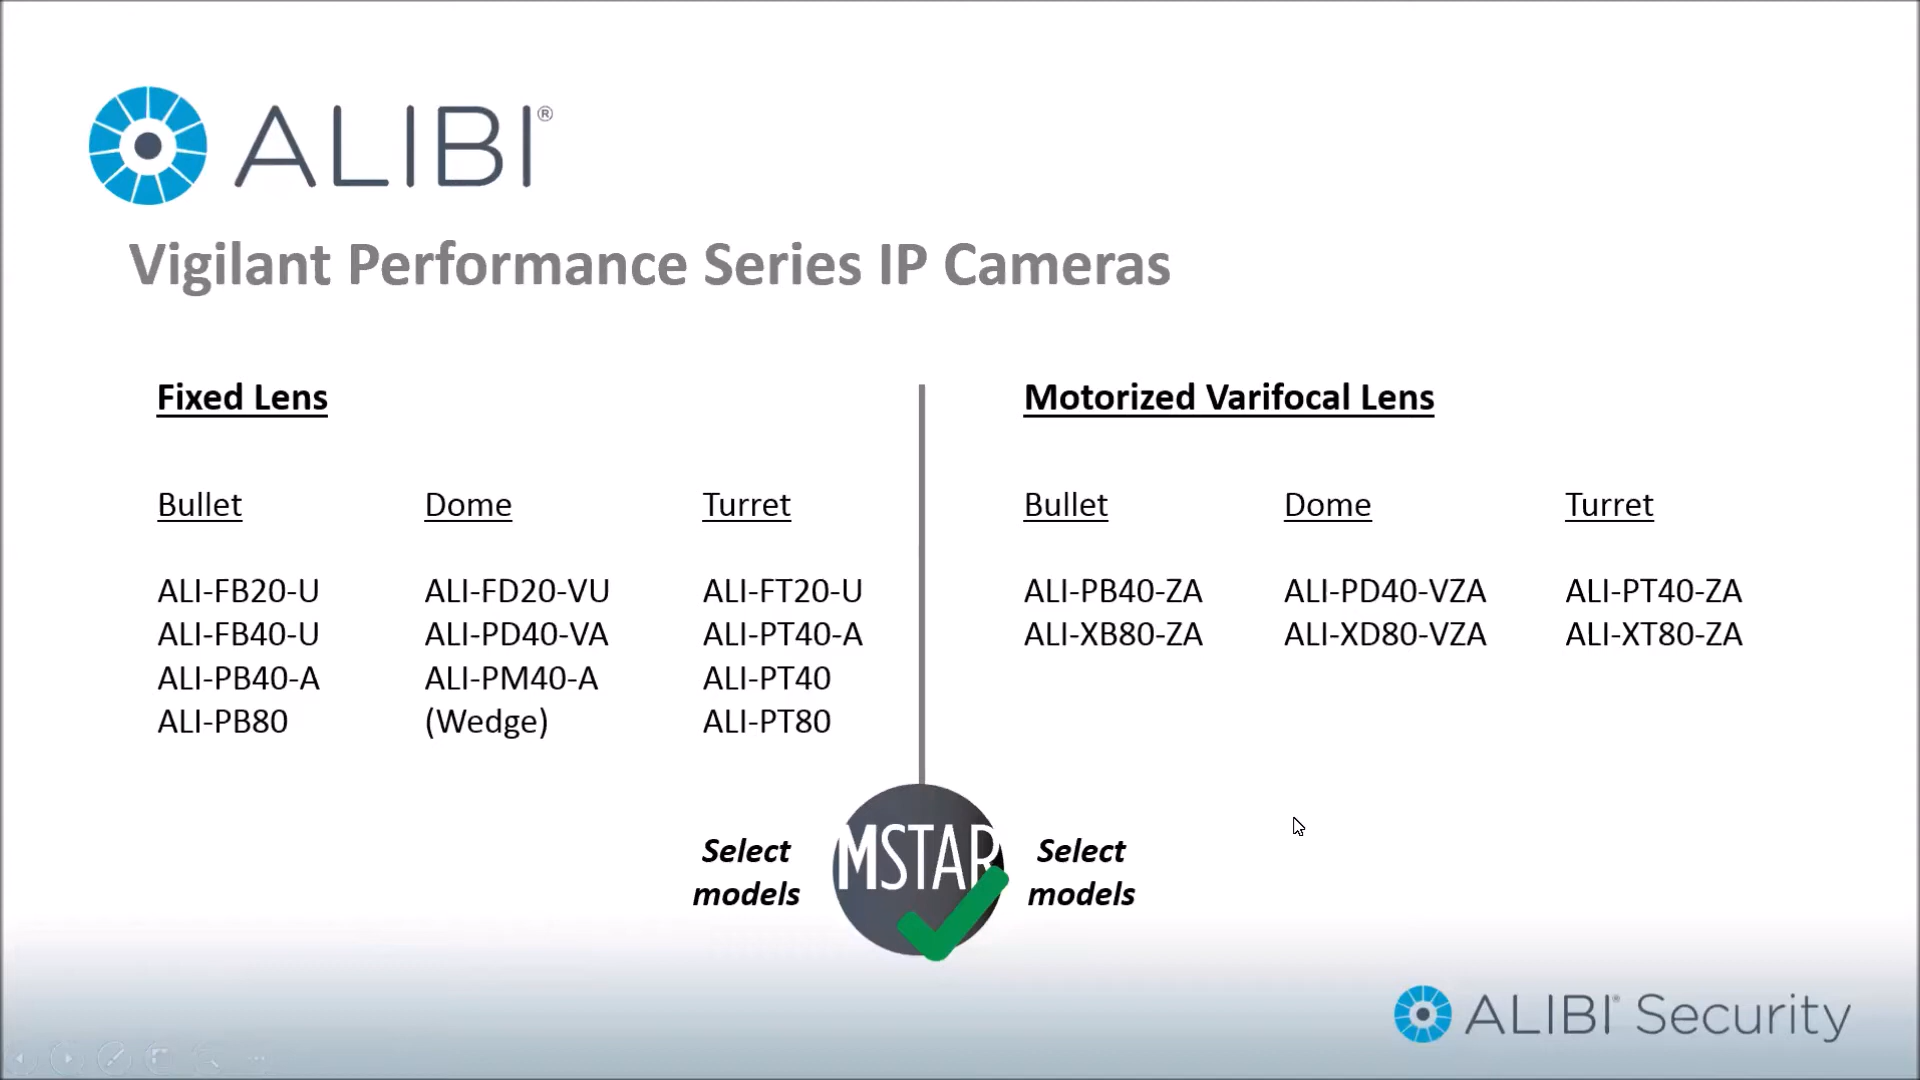 ALIBI®
Vigilant Performance Series IP Cameras
Fixed Lens
Bullet
ALI-FB20-U
ALI-FB40-U
ALI-PB40-A
ALI-PB80
Dome
ALI-FD20-VU
ALI-PD40-VA
ALI-PM40-A
(Wedge)
Turret
ALI-FT20-U
ALI-PT40-A
ALI-PT40
ALI-PT80
Motorized Varifocal Lens
Bullet
ALI-PB40-ZA
ALI-XB80-ZA
Dome
ALI-PD40-VZA
ALI-XD80-VZA
Turret
ALI-PT40-ZA
ALI-XT80-ZA
Select
models
MSTAR
Select
models
ALIBI® Security